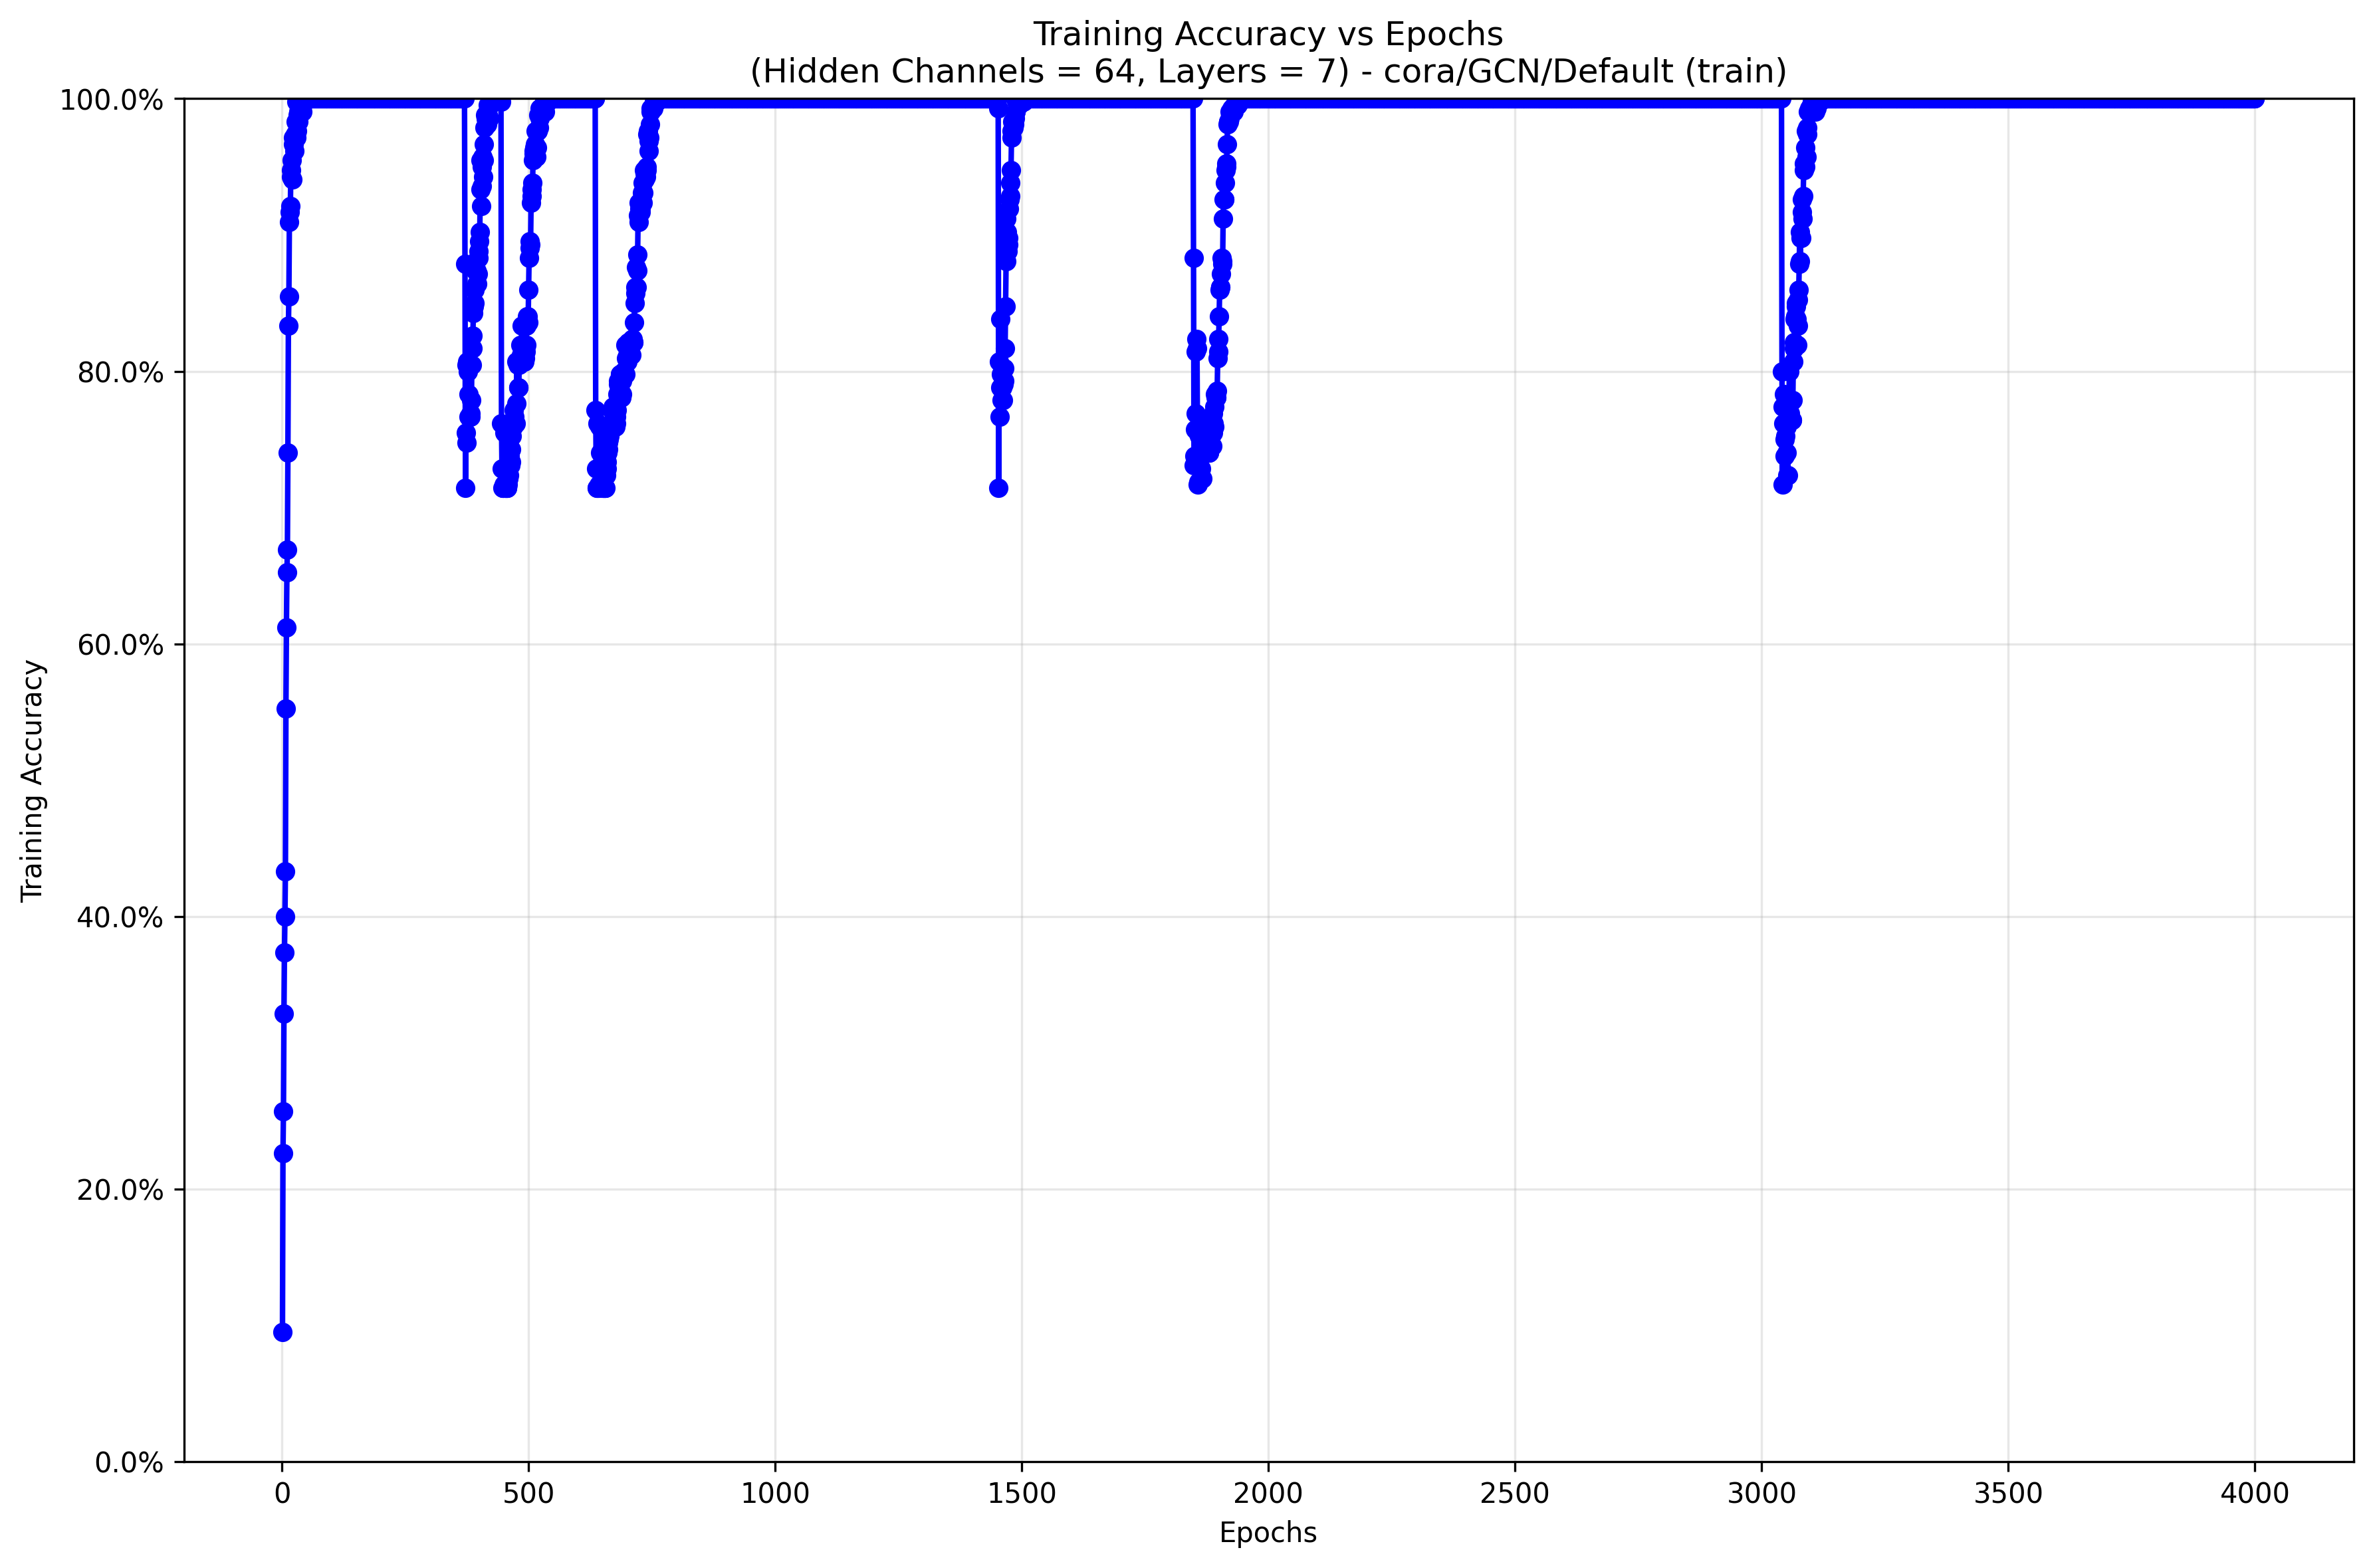 Training Accuracy vs Epochs
(Hidden Channels = 64, Layers = 7) - cora/GCN/Default (train)
Training Accuracy
100.0%
80.0%
60.0%
40.0%
20.0%
0.0%
0 500 1000 1500 2000 2500 3000 3500 4000
Epochs